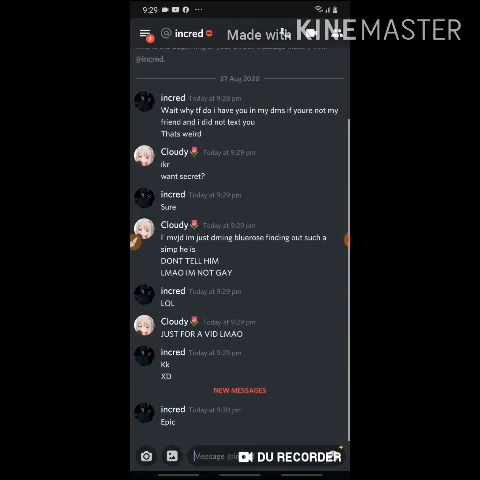 9:29
Made with
KINEMASTER
@ incred
@incred.
27 Aug 2020
incred Today at 9:28 pm
Wait why tf do i have you in my dms if youre not my
friend and i did not text you
Thats weird
Cloudy🌹 Today at 9:29 pm
ikr
want secret?
incred Today at 9:29 pm
Sure
Cloudy🌹 Today at 9:29 pm
I' mvjd im just dming bluerose finding out such a
simp he is
DONT TELL HIM
LMAO IM NOT GAY
incred Today at 9:29 pm
LOL
Cloudy🌹 Today at 9:29 pm
JUST FOR A VID LMAO
incred Today at 9:29 pm
Kk
XD
NEW MESSAGES
incred Today at 9:30 pm
Epic
Message @in
DU RECORDER